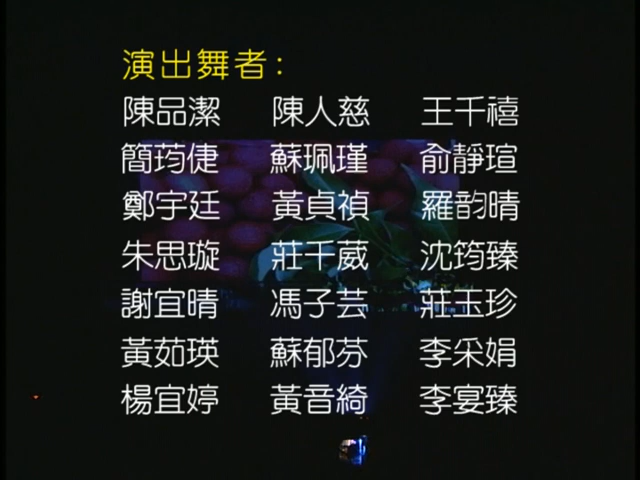 演出舞者:
陳品潔 陳人慈 王千禧
簡荺倢 蘇珮瑾 俞靜瑄
鄭宇廷 黃貞禎 羅韵晴
朱思璇 莊千葳 沈筠臻
謝宜晴 馮子芸 莊玉珍
黃茹瑛 蘇郁芬 李采娟
楊宜婷 黃音綺 李宴臻